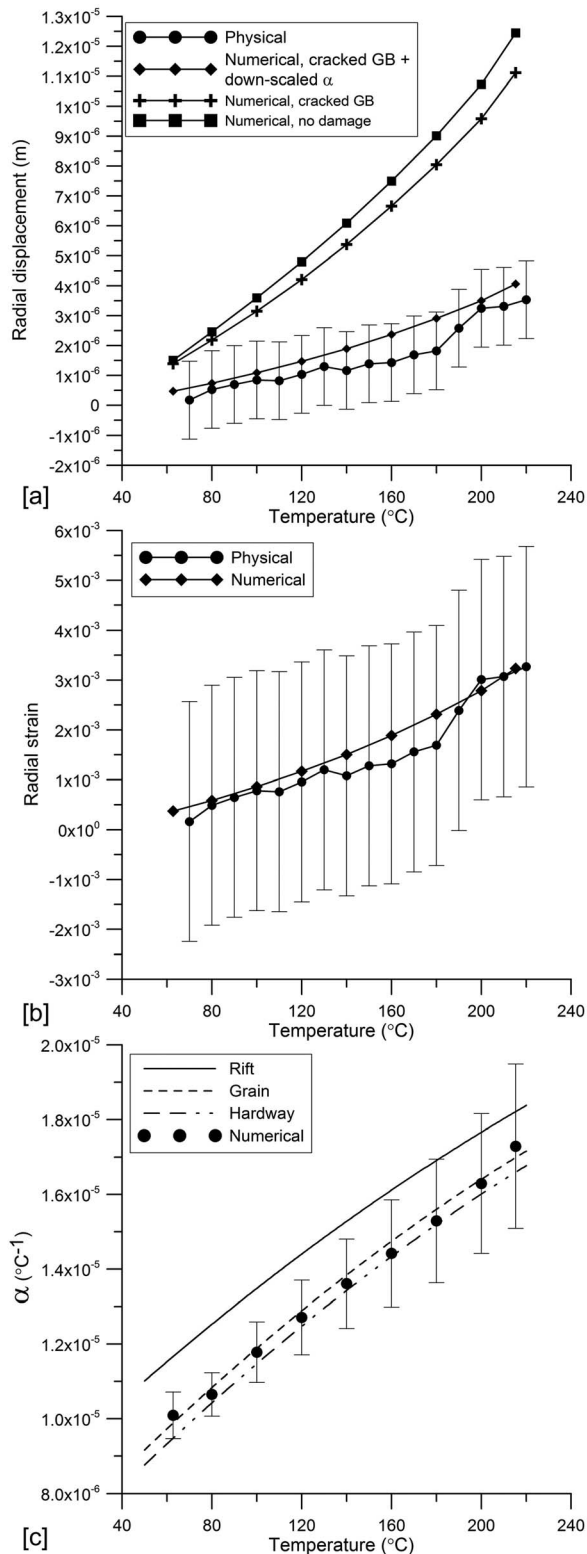 1.3x10⁻⁵
1.2x10⁻⁵
1.1x10⁻⁵
1x10⁻⁵
9x10⁻⁶
8x10⁻⁶
7x10⁻⁶
6x10⁻⁶
5x10⁻⁶
4x10⁻⁶
3x10⁻⁶
2x10⁻⁶
1x10⁻⁶
0
-1x10⁻⁶
-2x10⁻⁶
Radial displacement (m)
Physical
Numerical, cracked GB +
down-scaled α
Numerical, cracked GB
Numerical, no damage
40 80 120 160 200 240
Temperature (°C)
[a]
6x10⁻³
5x10⁻³
4x10⁻³
3x10⁻³
2x10⁻³
1x10⁻³
0x10⁰
-1x10⁻³
-2x10⁻³
-3x10⁻³
Radial strain
Physical
Numerical
40 80 120 160 200 240
Temperature (°C)
[b]
2.0x10⁻⁵
1.8x10⁻⁵
1.6x10⁻⁵
1.4x10⁻⁵
1.2x10⁻⁵
1.0x10⁻⁵
8.0x10⁻⁶
α (°C⁻¹)
Rift
Grain
Hardway
Numerical
40 80 120 160 200 240
Temperature (°C)
[c]